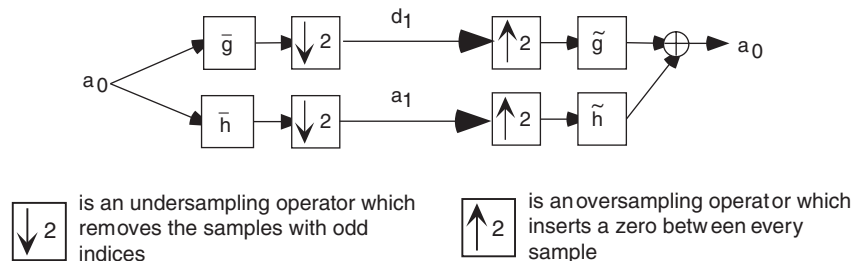 d1
ḡ
2
2
g̃
a0
a0
a1
h̄
2
2
h̃
2
is an undersampling operator which
removes the samples with odd
indices
2
is an oversampling operator which
inserts a zero between every
sample